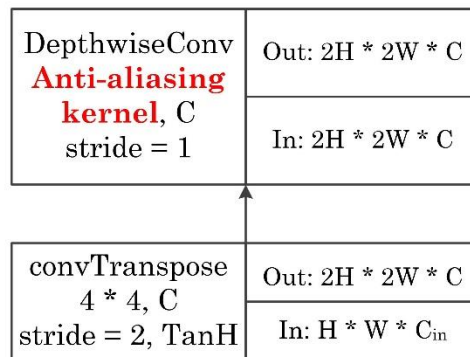 DepthwiseConv
Anti-aliasing
kernel, C
stride = 1
Out: 2H * 2W * C
In: 2H * 2W * C
convTranspose
4 * 4, C
stride = 2, TanH
Out: 2H * 2W * C
In: H * W * Cin